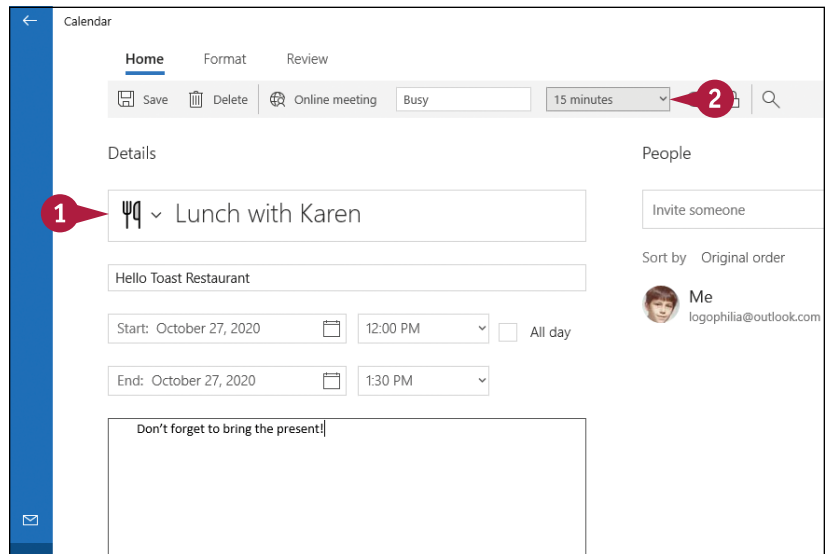 Calendar
Home Format Review
Save Delete Online meeting Busy 15 minutes 2
Details
People
1 Lunch with Karen
Invite someone
Hello Toast Restaurant
Sort by Original order
Me
logophilia@outlook.com
Start: October 27, 2020 12:00 PM All day
End: October 27, 2020 1:30 PM
Don't forget to bring the present!